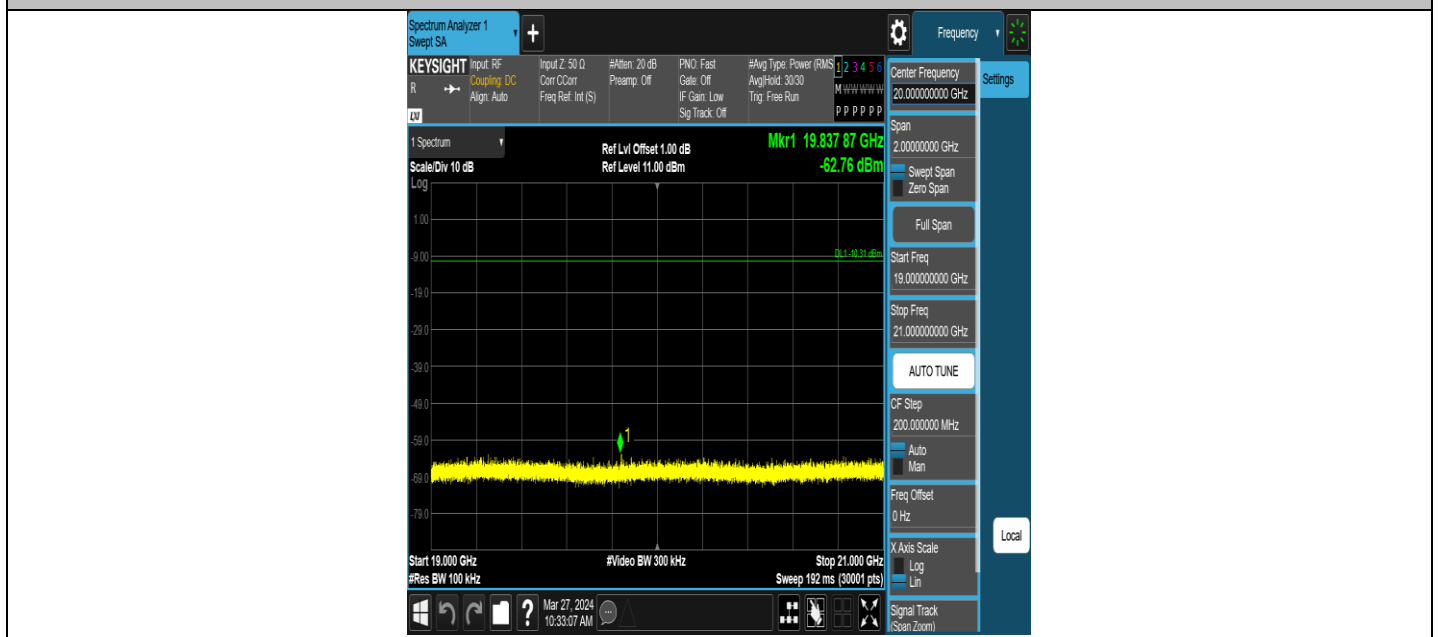 Spectrum Analyzer 1
Swept SA
+
Frequency
KEYSIGHT
R
LXI
Input: RF
Coupling: DC
Align: Auto
Input Z: 50 Ω
Corr CCorr
Freq Ref: Int (S)
#Atten: 20 dB
Preamp: Off
PNO: Fast
Gate: Off
IF Gain: Low
Sig Track: Off
#Avg Type: Power (RMS
Avg|Hold: 30/30
Trig: Free Run
1 2 3 4 5 6
M W W W W W
P P P P P P
1 Spectrum
Scale/Div 10 dB
Log
Ref Lvl Offset 1.00 dB
Ref Level 11.00 dBm
Mkr1 19.837 87 GHz
-62.76 dBm
1.00
-9.00
DL1 -10.31 dBm
-19.0
-29.0
-39.0
-49.0
-59.0
1
-69.0
-79.0
Start 19.000 GHz
#Res BW 100 kHz
#Video BW 300 kHz
Stop 21.000 GHz
Sweep 192 ms (30001 pts)
?
Mar 27, 2024
10:33:07 AM
Center Frequency
20.000000000 GHz
Settings
Span
2.00000000 GHz
Swept Span
Zero Span
Full Span
Start Freq
19.000000000 GHz
Stop Freq
21.000000000 GHz
AUTO TUNE
CF Step
200.000000 MHz
Auto
Man
Freq Offset
0 Hz
X Axis Scale
Log
Lin
Local
Signal Track
(Span Zoom)